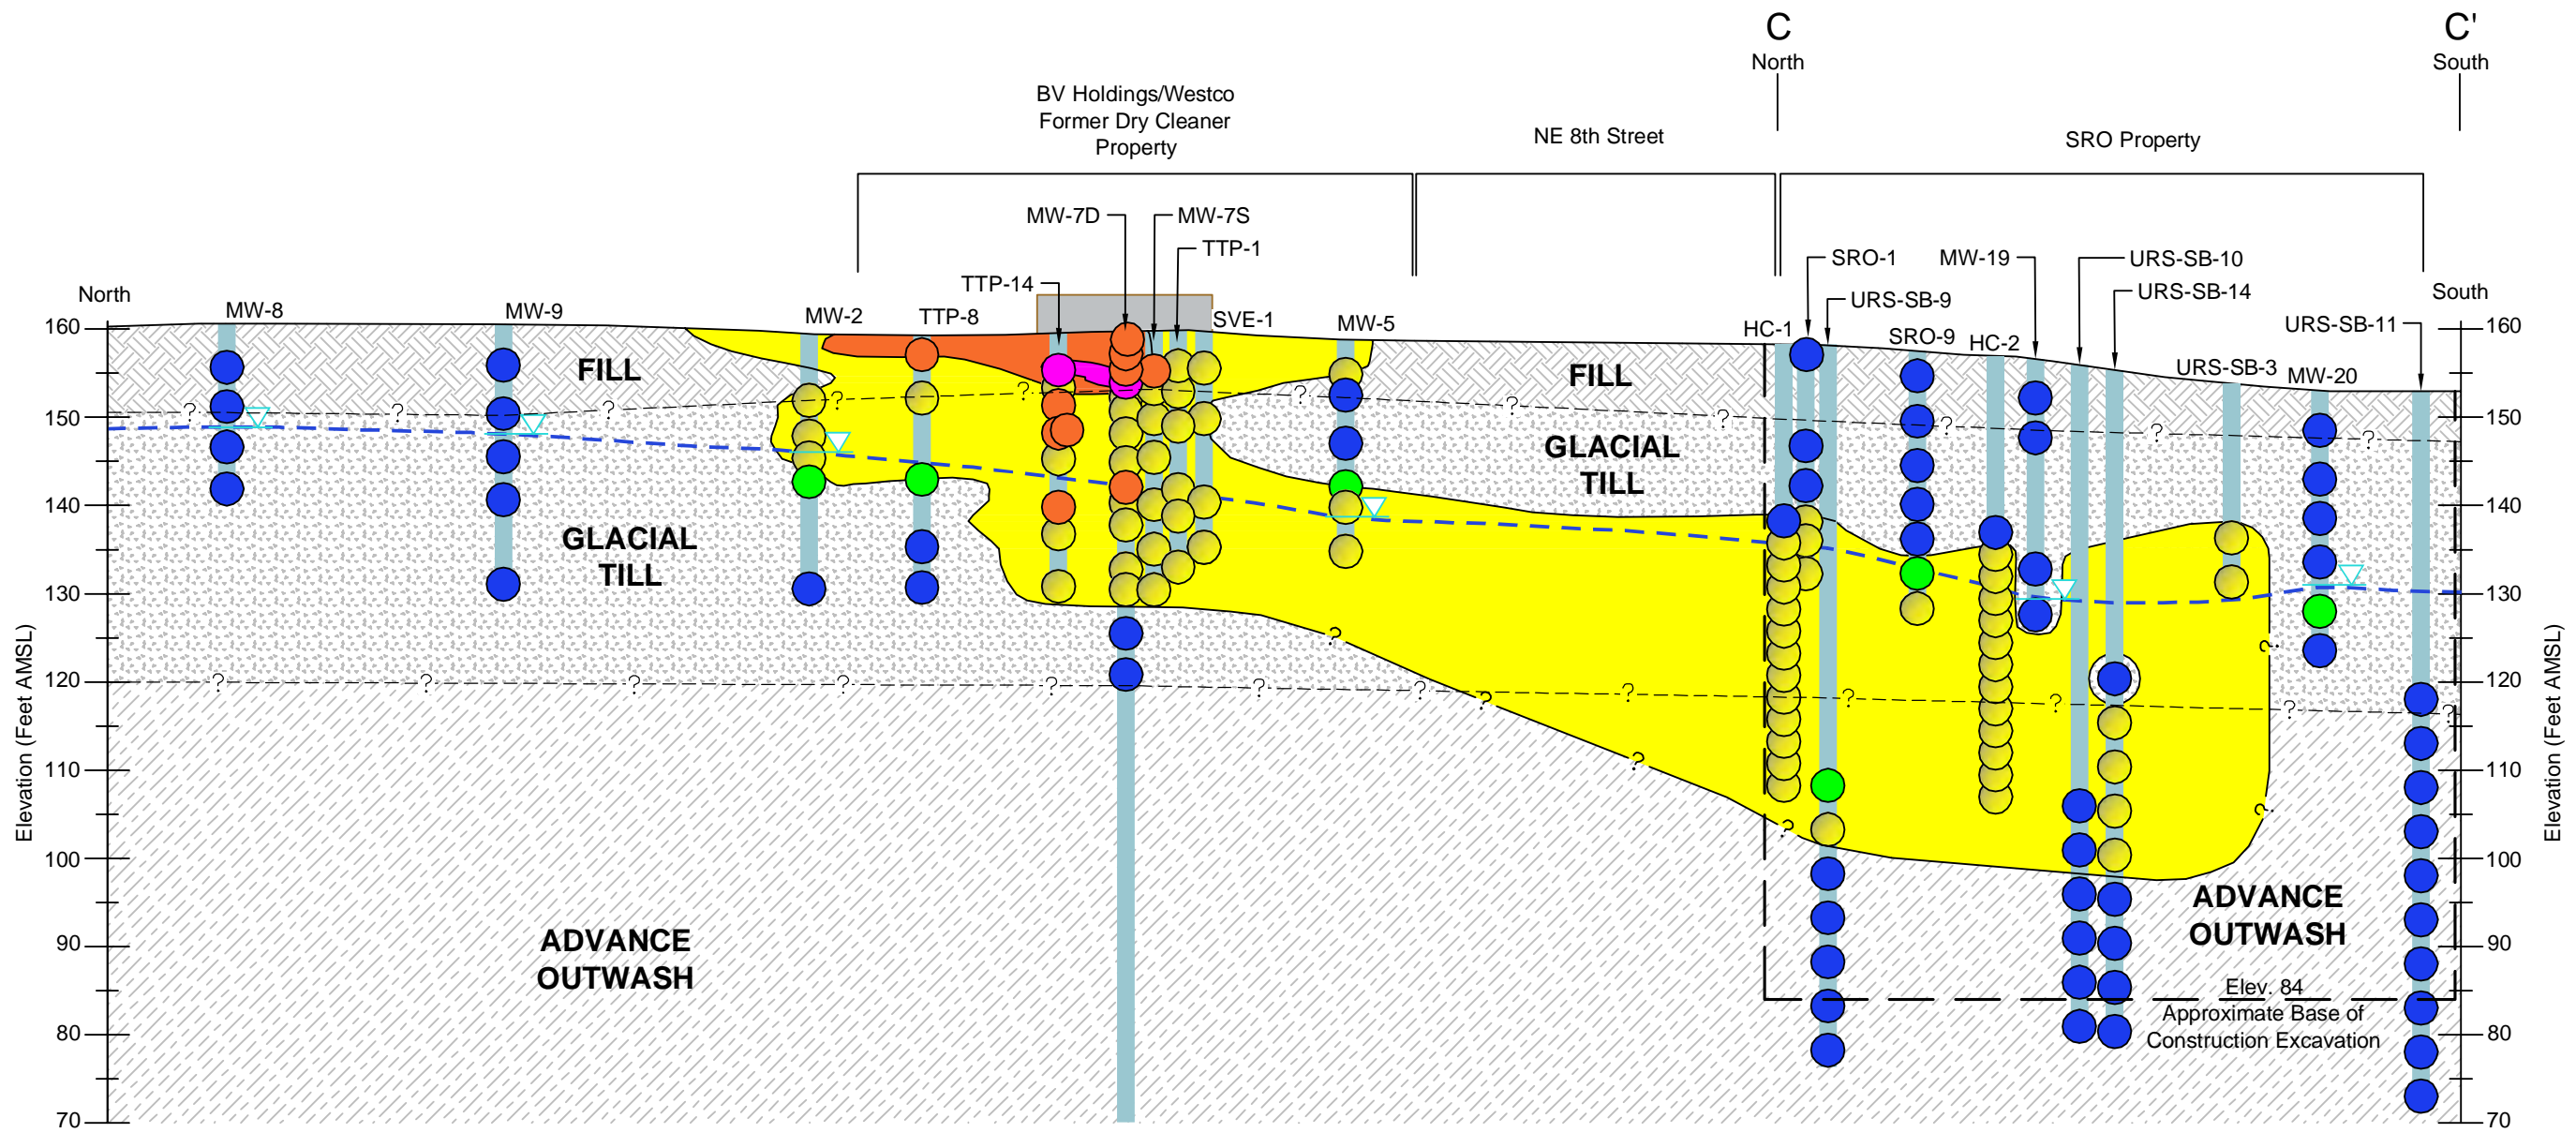 C
C'
North
South
BV Holdings/Westco
Former Dry Cleaner
Property
NE 8th Street
SRO Property
MW-7D
MW-7S
TTP-1
TTP-14
SRO-1
MW-19
URS-SB-10
URS-SB-14
URS-SB-9
North
South
MW-8
MW-9
MW-2
TTP-8
SVE-1
MW-5
HC-1
SRO-9
HC-2
URS-SB-3
MW-20
URS-SB-11
160
150
140
130
120
110
100
90
80
70
Elevation (Feet AMSL)
FILL
GLACIAL
TILL
ADVANCE
OUTWASH
FILL
GLACIAL
TILL
ADVANCE
OUTWASH
Elev. 84
Approximate Base of
Construction Excavation
? ? ? ? ? ? ? ? ? ? ?
? ? ? ? ? ? ? ? ? ? ? ?
? ? ? ? ? ?
160
150
140
130
120
110
100
90
80
70
Elevation (Feet AMSL)